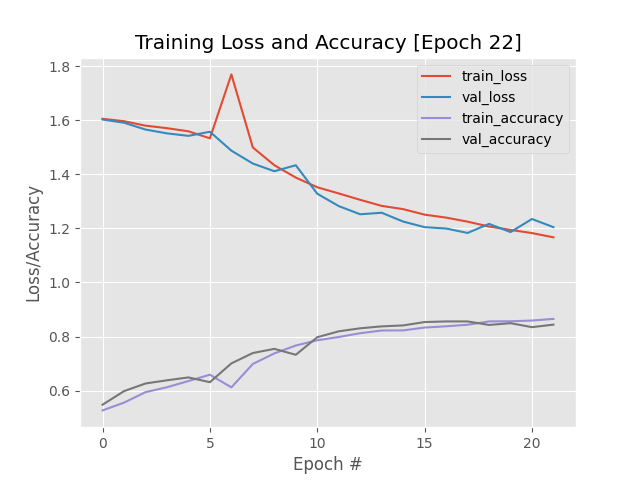 Training Loss and Accuracy [Epoch 22]
train_loss
val_loss
train_accuracy
val_accuracy
1.8
1.6
1.4
1.2
1.0
0.8
0.6
Loss/Accuracy
0 5 10 15 20
Epoch #